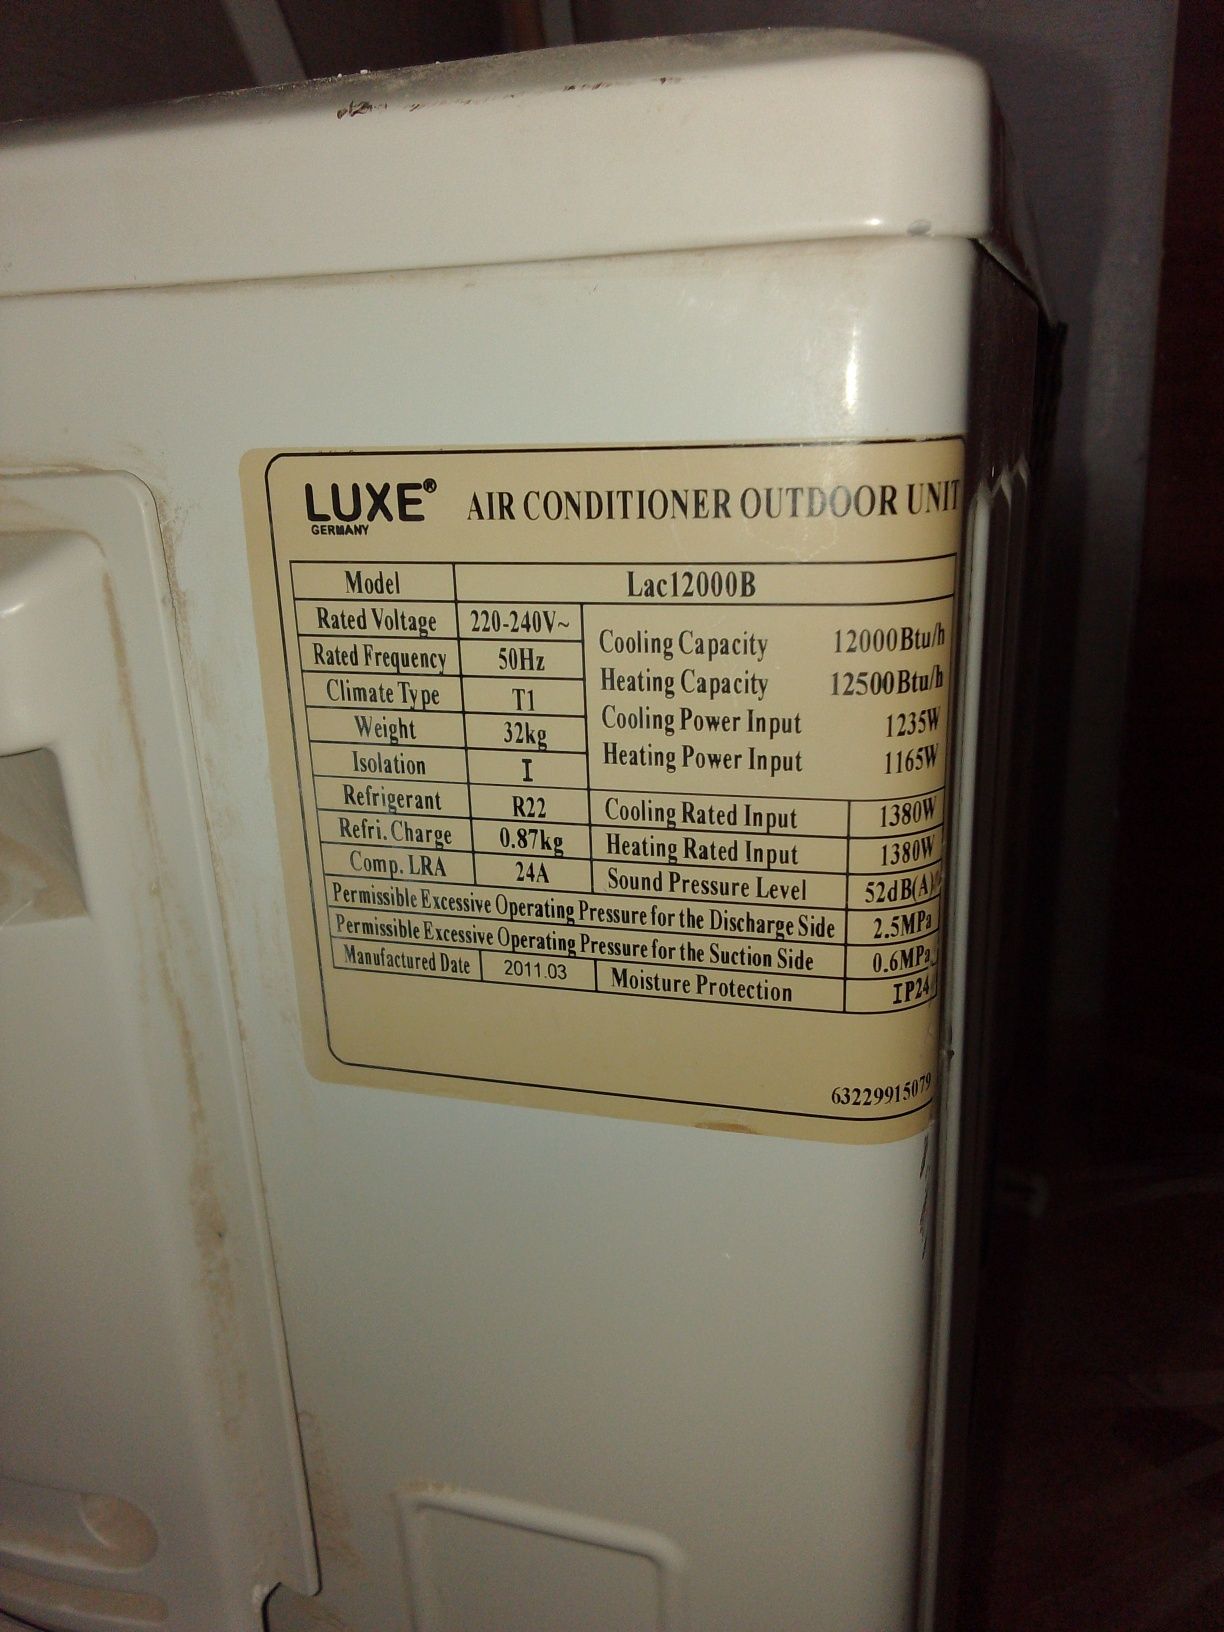 LUXE® AIR CONDITIONER OUTDOOR UNIT
GERMANY
Model Lac12000B
Rated Voltage 220-240V~
Rated Frequency 50Hz
Climate Type T1
Weight 32kg
Isolation I
Refrigerant R22
Refri. Charge 0.87kg
Comp. LRA 24A
Cooling Capacity 12000Btu/h
Heating Capacity 12500Btu/h
Cooling Power Input 1235W
Heating Power Input 1165W
Cooling Rated Input 1380W
Heating Rated Input 1380W
Sound Pressure Level 52dB(A)
Permissible Excessive Operating Pressure for the Discharge Side 2.5MPa
Permissible Excessive Operating Pressure for the Suction Side 0.6MPa
Manufactured Date 2011.03 Moisture Protection IP24
63229915079